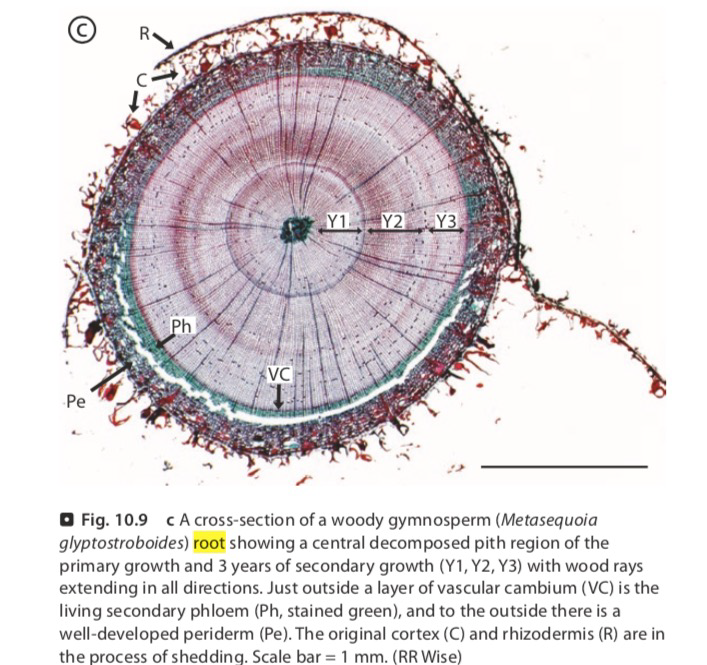 C
R
C
Y1 Y2 Y3
Ph
VC
Pe
Fig. 10.9 c A cross-section of a woody gymnosperm (Metasequoia
glyptostroboides) root showing a central decomposed pith region of the
primary growth and 3 years of secondary growth (Y1, Y2, Y3) with wood rays
extending in all directions. Just outside a layer of vascular cambium (VC) is the
living secondary phloem (Ph, stained green), and to the outside there is a
well-developed periderm (Pe). The original cortex (C) and rhizodermis (R) are in
the process of shedding. Scale bar = 1 mm. (RR Wise)